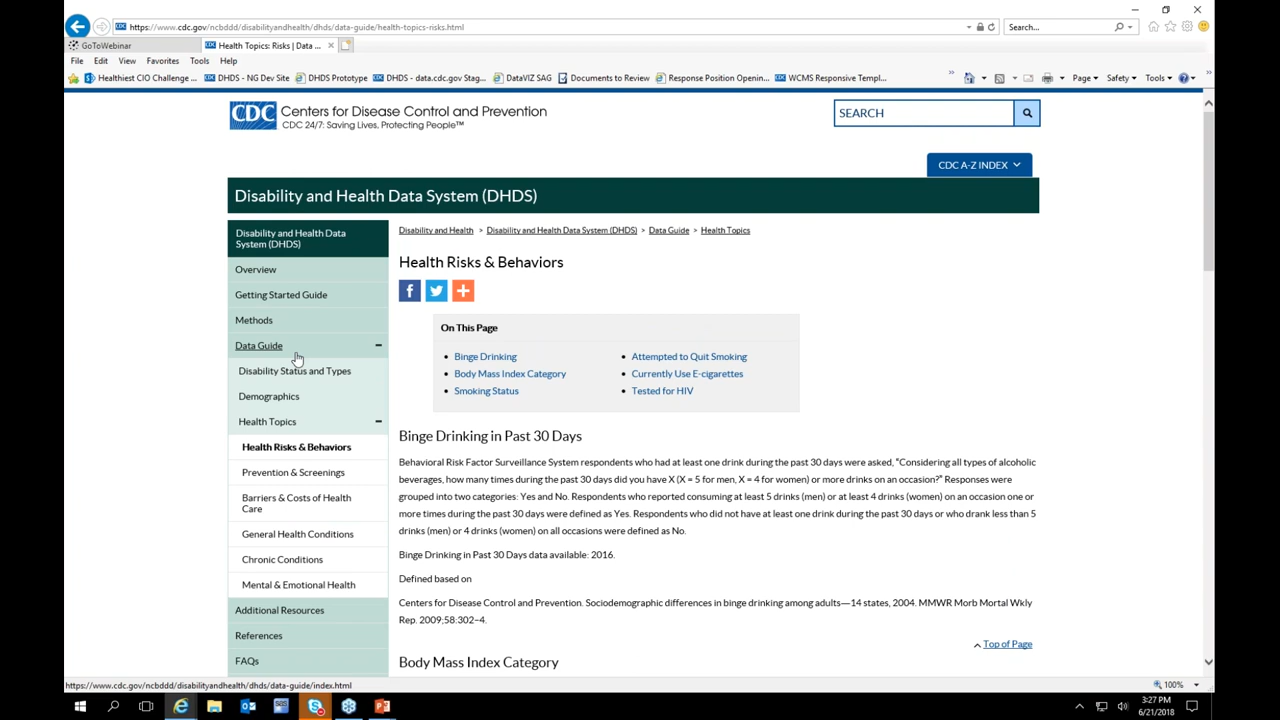 https://www.cdc.gov/ncbddd/disabilityandhealth/dhds/data-guide/health-topics-risks.html
Search...
GoToWebinar
Health Topics: Risks | Data ...
File Edit View Favorites Tools Help
Healthiest CIO Challenge ... DHDS - NG Dev Site DHDS Prototype DHDS - data.cdc.gov Stag... DataVIZ SAG Documents to Review Response Position Openin... WCMS Responsive Templ... » Page Safety Tools »
CDC Centers for Disease Control and Prevention
CDC 24/7: Saving Lives, Protecting People™
SEARCH
CDC A-Z INDEX
Disability and Health Data System (DHDS)
Disability and Health Data
System (DHDS)
Overview
Getting Started Guide
Methods
Data Guide
Disability Status and Types
Demographics
Health Topics
Health Risks & Behaviors
Prevention & Screenings
Barriers & Costs of Health
Care
General Health Conditions
Chronic Conditions
Mental & Emotional Health
Additional Resources
References
FAQs
Disability and Health > Disability and Health Data System (DHDS) > Data Guide > Health Topics
Health Risks & Behaviors
On This Page
• Binge Drinking
• Body Mass Index Category
• Smoking Status
• Attempted to Quit Smoking
• Currently Use E-cigarettes
• Tested for HIV
Binge Drinking in Past 30 Days
Behavioral Risk Factor Surveillance System respondents who had at least one drink during the past 30 days were asked, "Considering all types of alcoholic
beverages, how many times during the past 30 days did you have X (X = 5 for men, X = 4 for women) or more drinks on an occasion?" Responses were
grouped into two categories: Yes and No. Respondents who reported consuming at least 5 drinks (men) or at least 4 drinks (women) on an occasion one or
more times during the past 30 days were defined as Yes. Respondents who did not have at least one drink during the past 30 days or who drank less than 5
drinks (men) or 4 drinks (women) on all occasions were defined as No.
Binge Drinking in Past 30 Days data available: 2016.
Defined based on
Centers for Disease Control and Prevention. Sociodemographic differences in binge drinking among adults—14 states, 2004. MMWR Morb Mortal Wkly
Rep. 2009;58:302–4.
Top of Page
Body Mass Index Category
https://www.cdc.gov/ncbddd/disabilityandhealth/dhds/data-guide/index.html
100%
3:27 PM
6/21/2018